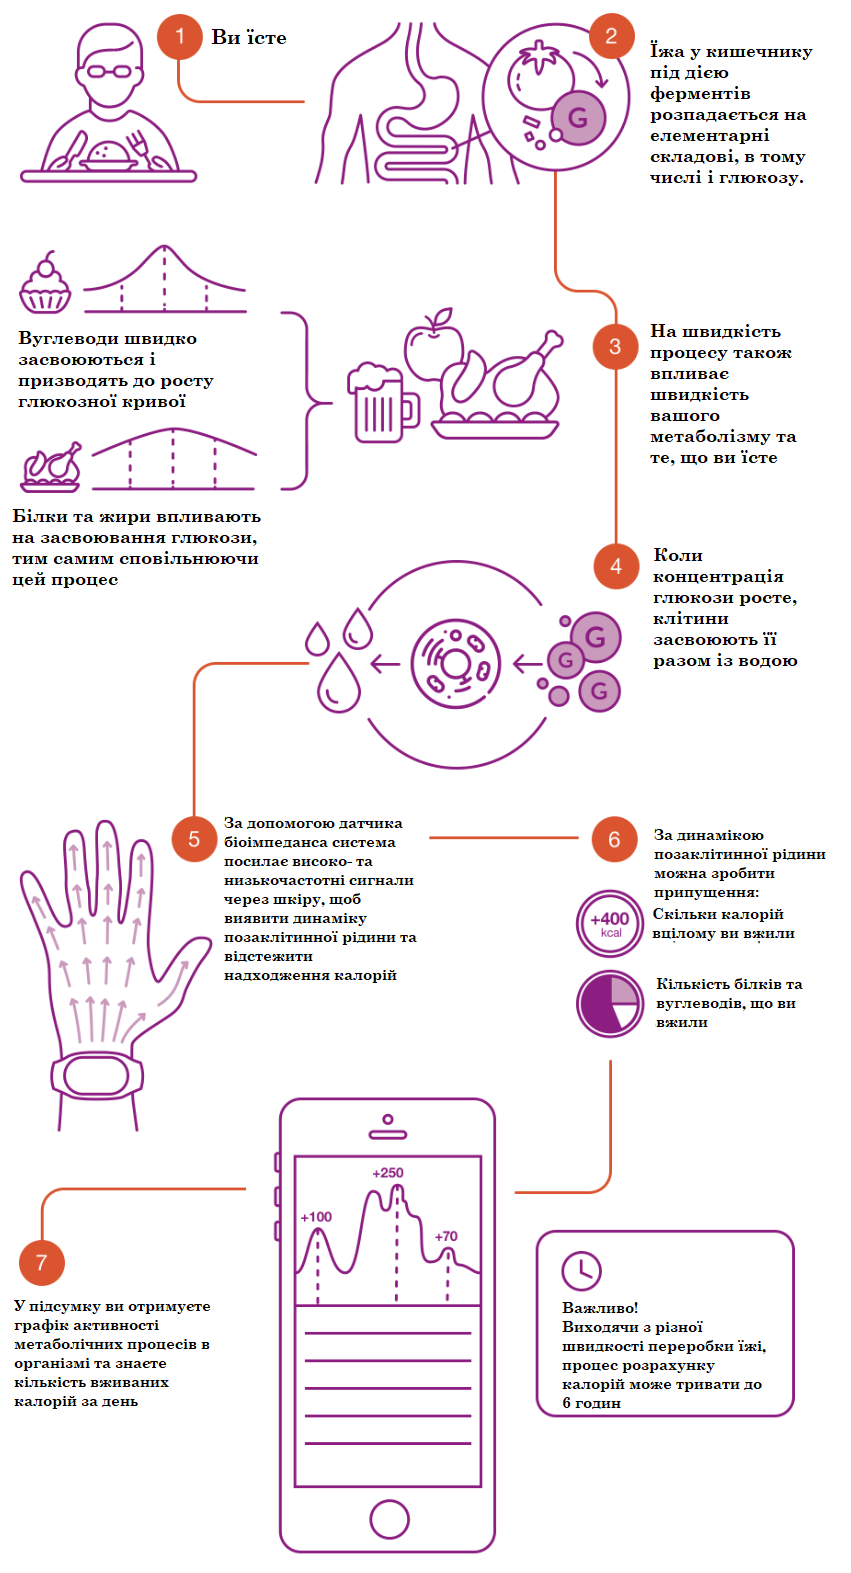 1
Ви їсте
2
Їжа у кишечнику
під дією
ферментів
розпадається на
елементарні
складові, в тому
числі і глюкозу.
G
Вуглеводи швидко
засвоюються і
призводять до росту
глюкозної кривої
Білки та жири впливають
на засвоювання глюкози,
тим самим сповільнюючи
цей процес
3
На швидкість
процесу також
впливає
швидкість
вашого
метаболізму та
те, що ви їсте
4
Коли
концентрація
глюкози росте,
клітини
засвоюють її
разом із водою
G
G
G
5
За допомогою датчика
біоімпеданса система
посилає високо- та
низькочастотні сигнали
через шкіру, щоб
виявити динаміку
позаклітинної рідини та
відстежити
надходження калорій
6
За динамікою
позаклітинної рідини
можна зробити
припущення:
+400
kcal
Скільки калорій
вцілому ви вжили
Кількість білків та
вуглеводів, що ви
вжили
7
У підсумку ви отримуєте
графік активності
метаболічних процесів в
організмі та знаєте
кількість вживаних
калорій за день
+100
+250
+70
Важливо!
Виходячи з різної
швидкості переробки їжі,
процес розрахунку
калорій може тривати до
6 годин